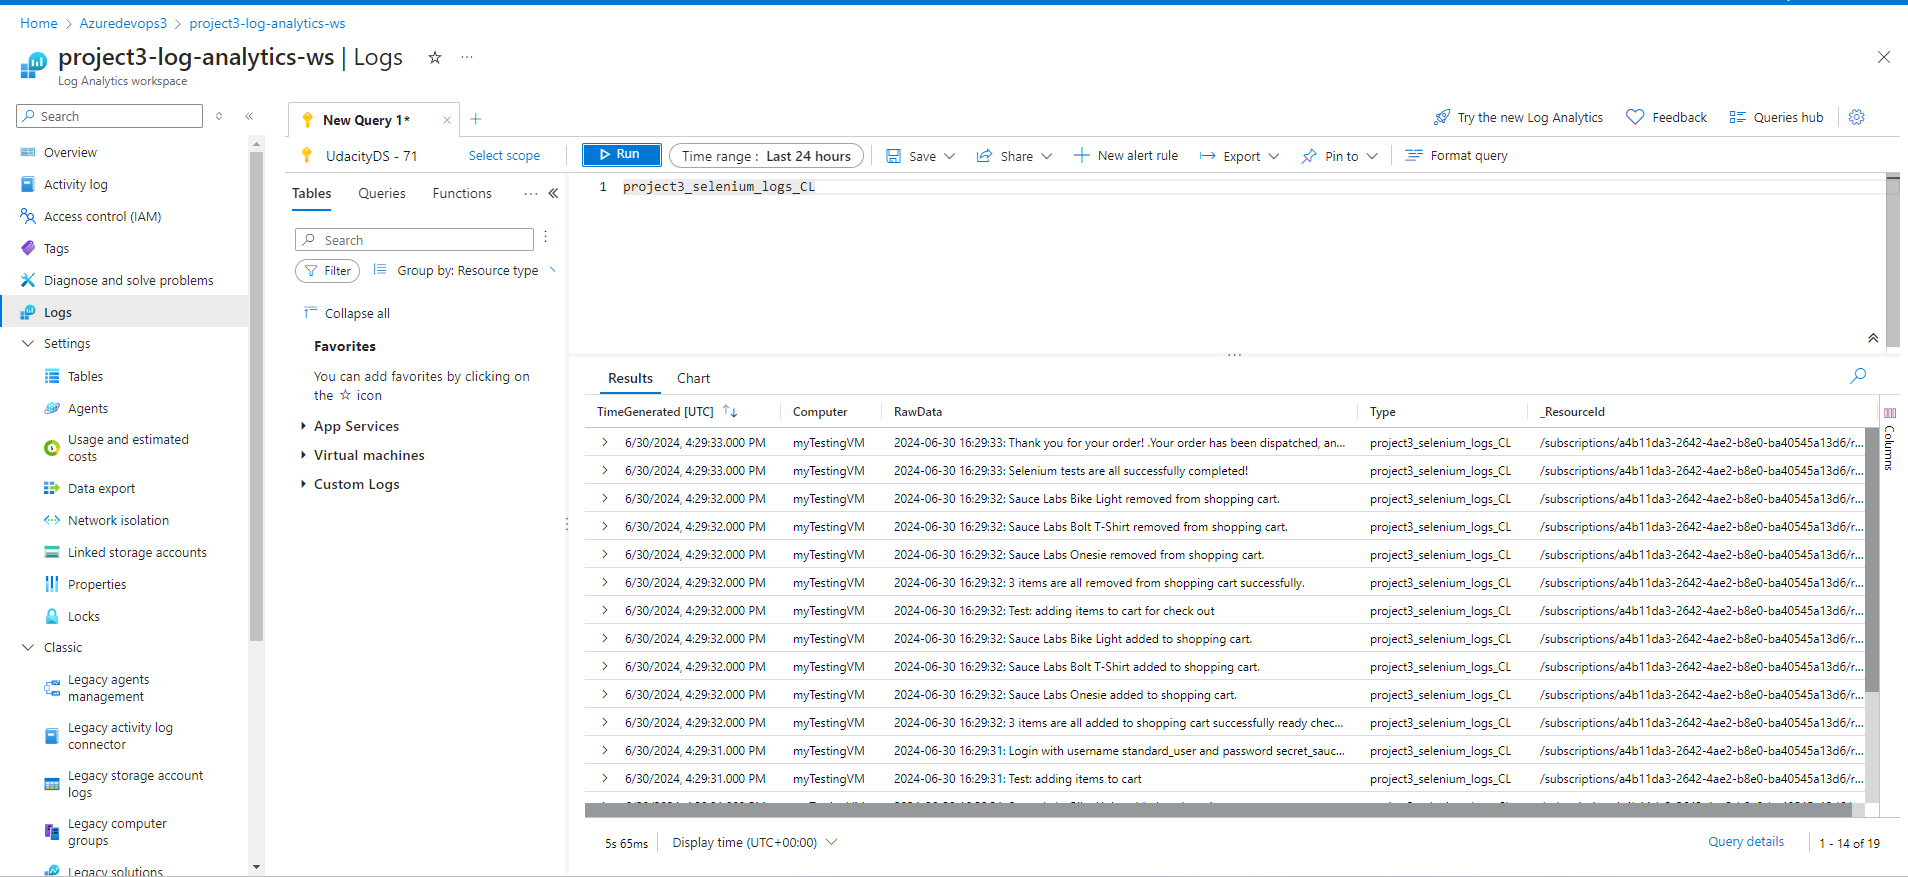 Home > Azuredevops3 > project3-log-analytics-ws
project3-log-analytics-ws | Logs
Log Analytics workspace
Search
Overview
Activity log
Access control (IAM)
Tags
Diagnose and solve problems
Logs
Settings
Tables
Agents
Usage and estimated
costs
Data export
Network isolation
Linked storage accounts
Properties
Locks
Classic
Legacy agents
management
Legacy activity log
connector
Legacy storage account
logs
Legacy computer
groups
Legacy solutions
New Query 1*
Try the new Log Analytics
Feedback
Queries hub
UdacityDS - 71
Select scope
Run
Time range : Last 24 hours
Save
Share
New alert rule
Export
Pin to
Format query
Tables
Queries
Functions
Search
Filter
Group by: Resource type
Collapse all
Favorites
You can add favorites by clicking on
the ☆ icon
App Services
Virtual machines
Custom Logs
1 project3_selenium_logs_CL
Results
Chart
TimeGenerated [UTC] Computer RawData Type _ResourceId
6/30/2024, 4:29:33.000 PM myTestingVM 2024-06-30 16:29:33: Thank you for your order! .Your order has been dispatched, an... project3_selenium_logs_CL /subscriptions/a4b11da3-2642-4ae2-b8e0-ba40545a13d6/r...
6/30/2024, 4:29:33.000 PM myTestingVM 2024-06-30 16:29:33: Selenium tests are all successfully completed! project3_selenium_logs_CL /subscriptions/a4b11da3-2642-4ae2-b8e0-ba40545a13d6/r...
6/30/2024, 4:29:32.000 PM myTestingVM 2024-06-30 16:29:32: Sauce Labs Bike Light removed from shopping cart. project3_selenium_logs_CL /subscriptions/a4b11da3-2642-4ae2-b8e0-ba40545a13d6/r...
6/30/2024, 4:29:32.000 PM myTestingVM 2024-06-30 16:29:32: Sauce Labs Bolt T-Shirt removed from shopping cart. project3_selenium_logs_CL /subscriptions/a4b11da3-2642-4ae2-b8e0-ba40545a13d6/r...
6/30/2024, 4:29:32.000 PM myTestingVM 2024-06-30 16:29:32: Sauce Labs Onesie removed from shopping cart. project3_selenium_logs_CL /subscriptions/a4b11da3-2642-4ae2-b8e0-ba40545a13d6/r...
6/30/2024, 4:29:32.000 PM myTestingVM 2024-06-30 16:29:32: 3 items are all removed from shopping cart successfully. project3_selenium_logs_CL /subscriptions/a4b11da3-2642-4ae2-b8e0-ba40545a13d6/r...
6/30/2024, 4:29:32.000 PM myTestingVM 2024-06-30 16:29:32: Test: adding items to cart for check out project3_selenium_logs_CL /subscriptions/a4b11da3-2642-4ae2-b8e0-ba40545a13d6/r...
6/30/2024, 4:29:32.000 PM myTestingVM 2024-06-30 16:29:32: Sauce Labs Bike Light added to shopping cart. project3_selenium_logs_CL /subscriptions/a4b11da3-2642-4ae2-b8e0-ba40545a13d6/r...
6/30/2024, 4:29:32.000 PM myTestingVM 2024-06-30 16:29:32: Sauce Labs Bolt T-Shirt added to shopping cart. project3_selenium_logs_CL /subscriptions/a4b11da3-2642-4ae2-b8e0-ba40545a13d6/r...
6/30/2024, 4:29:32.000 PM myTestingVM 2024-06-30 16:29:32: Sauce Labs Onesie added to shopping cart. project3_selenium_logs_CL /subscriptions/a4b11da3-2642-4ae2-b8e0-ba40545a13d6/r...
6/30/2024, 4:29:32.000 PM myTestingVM 2024-06-30 16:29:32: 3 items are all added to shopping cart successfully ready chec... project3_selenium_logs_CL /subscriptions/a4b11da3-2642-4ae2-b8e0-ba40545a13d6/r...
6/30/2024, 4:29:31.000 PM myTestingVM 2024-06-30 16:29:31: Login with username standard_user and password secret_sauc... project3_selenium_logs_CL /subscriptions/a4b11da3-2642-4ae2-b8e0-ba40545a13d6/r...
6/30/2024, 4:29:31.000 PM myTestingVM 2024-06-30 16:29:31: Test: adding items to cart project3_selenium_logs_CL /subscriptions/a4b11da3-2642-4ae2-b8e0-ba40545a13d6/r...
Columns
5s 65ms
Display time (UTC+00:00)
Query details
1 - 14 of 19